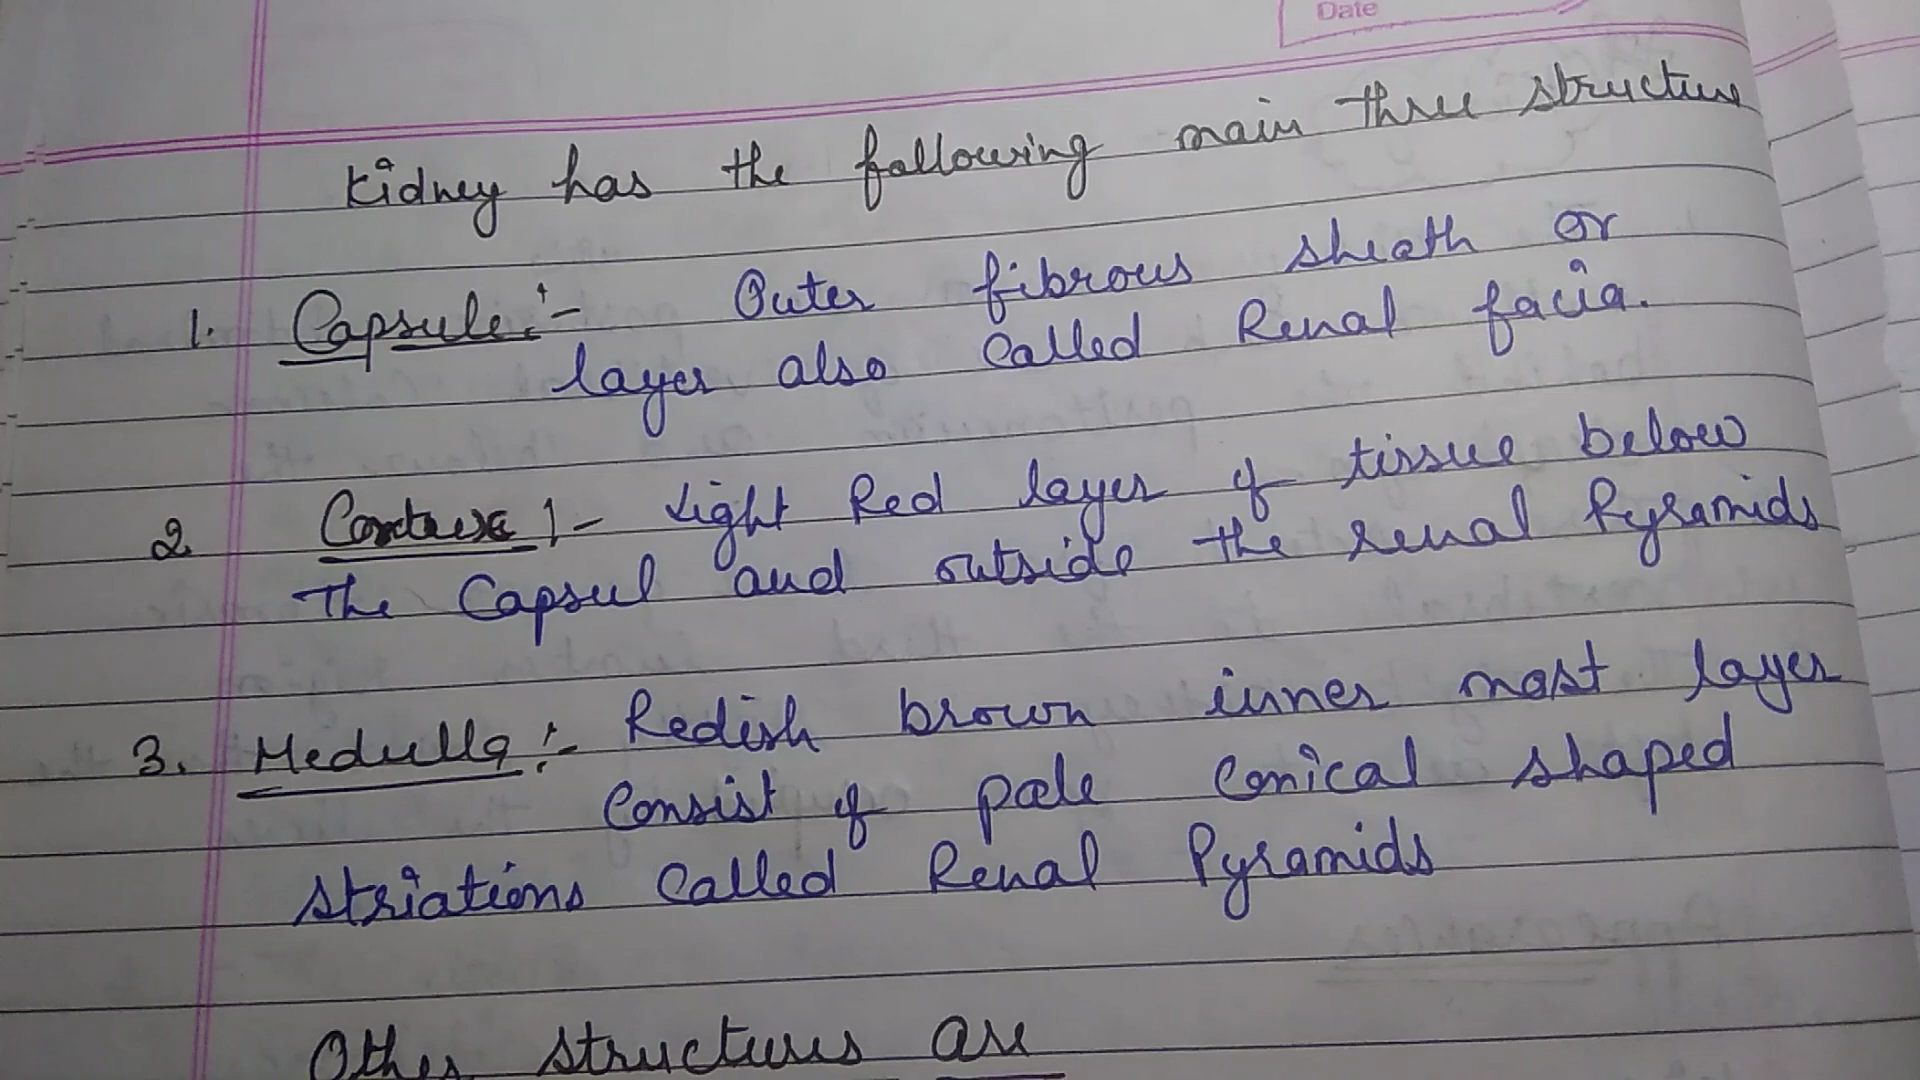 Date
Kidney has the following main three structure
1. Capsule:- Outer fibrous sheath or
layer also called Renal facia.
2 :- Light Red layer of tissue below
The Capsul and outside the renal Pyramids
3. Medulla:- Redish brown inner most layer
Consist of pale Conical shaped
striations called Renal Pyramids
Other structures are